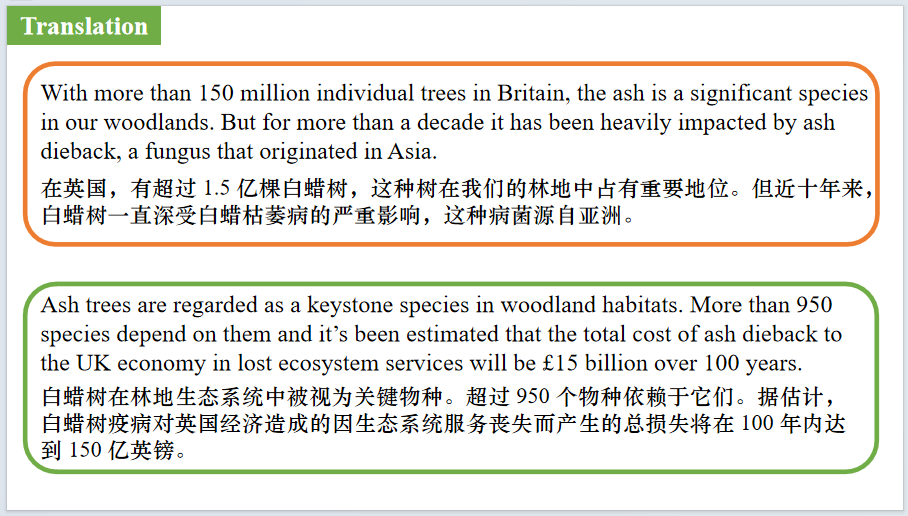 Translation
With more than 150 million individual trees in Britain, the ash is a significant species
in our woodlands. But for more than a decade it has been heavily impacted by ash
dieback, a fungus that originated in Asia.
在英国，有超过 1.5 亿棵白蜡树，这种树在我们的林地中占有重要地位。但近十年来，
白蜡树一直深受白蜡枯萎病的严重影响，这种病菌源自亚洲。
Ash trees are regarded as a keystone species in woodland habitats. More than 950
species depend on them and it’s been estimated that the total cost of ash dieback to
the UK economy in lost ecosystem services will be £15 billion over 100 years.
白蜡树在林地生态系统中被视为关键物种。超过 950 个物种依赖于它们。据估计，
白蜡树疫病对英国经济造成的因生态系统服务丧失而产生的总损失将在 100 年内达
到 150 亿英镑。